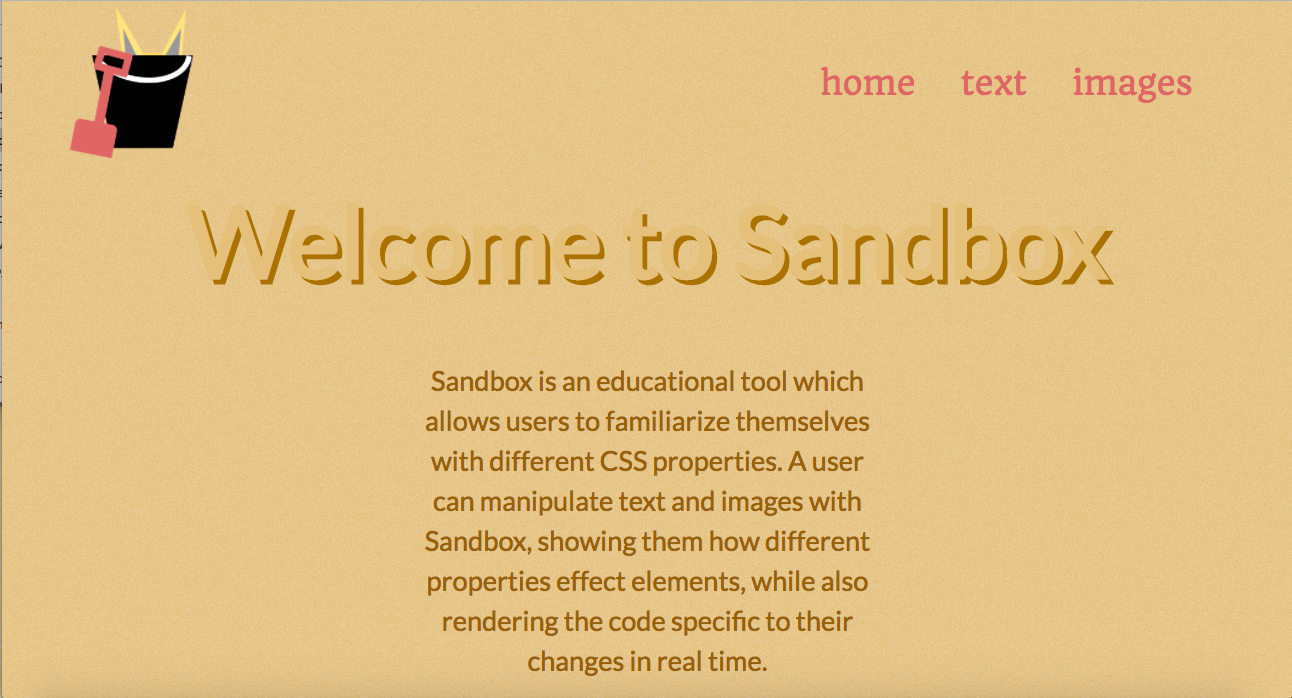 home text images
Welcome to Sandbox
Sandbox is an educational tool which
allows users to familiarize themselves
with different CSS properties. A user
can manipulate text and images with
Sandbox, showing them how different
properties effect elements, while also
rendering the code specific to their
changes in real time.